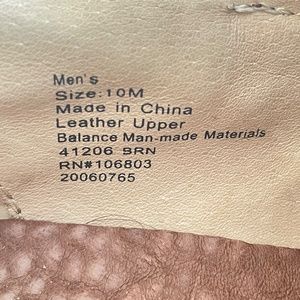 Men's
Size:10M
Made in China
Leather Upper
Balance Man-made Materials
41206 BRN
RN#106803
20060765